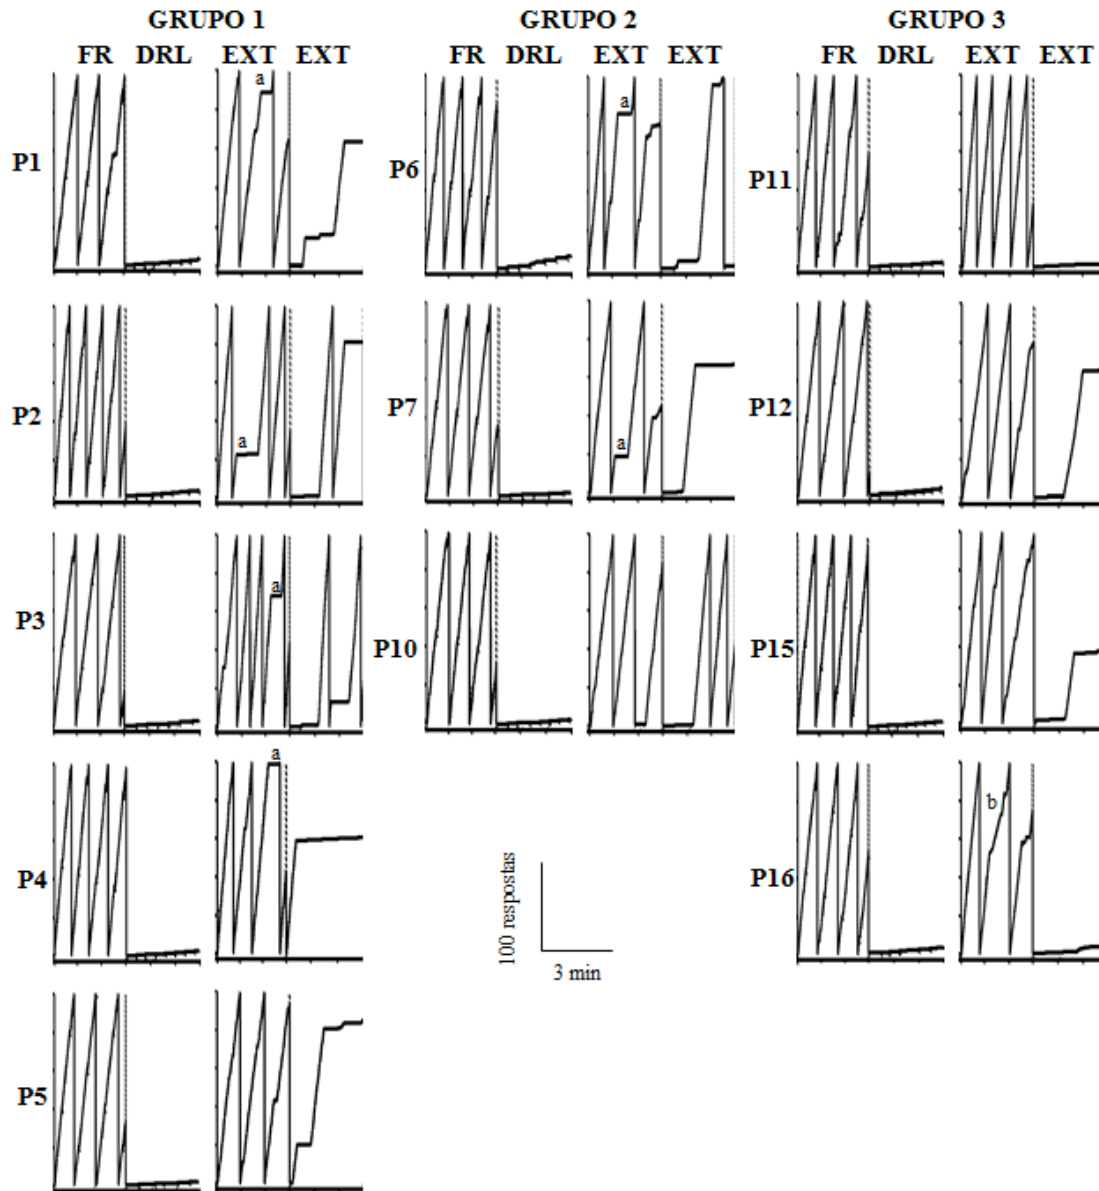 GRUPO 1 GRUPO 2 GRUPO 3
FR DRL EXT EXT FR DRL EXT EXT FR DRL EXT EXT
a
a
P1 P6 P11
a
P2 P7 P12
a
a
P3 P10 P15
a
b
P4 P16
100 respostas
3 min
P5